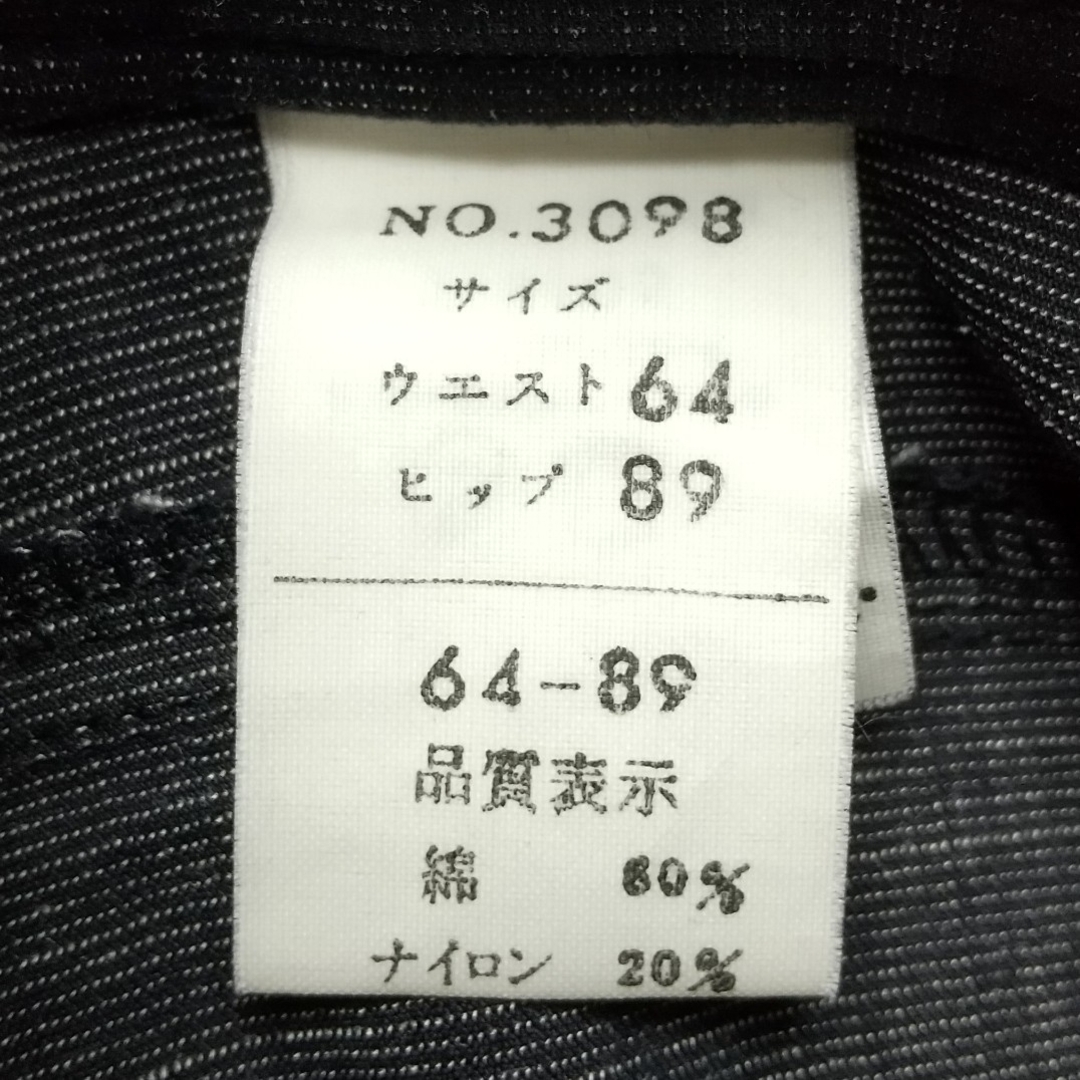 NO.3098
サイズ
ウエスト 64
ヒップ 89
64-89
品質表示
綿 80%
ナイロン 20%